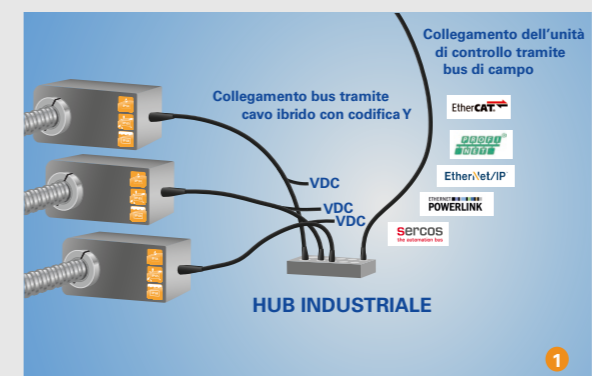 Collegamento dell'unità
di controllo tramite
bus di campo
Collegamento bus tramite
cavo ibrido con codifica Y
EtherCAT
PROFI
NET
EtherNet/IP
ETHERNET
POWERLINK
sercos
the automation bus
VDC
VDC
VDC
HUB INDUSTRIALE
1